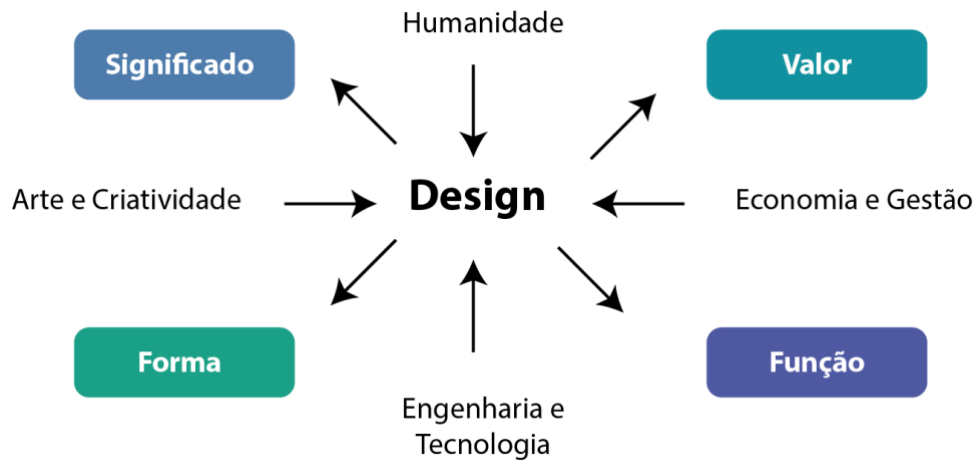 Humanidade
Significado
Valor
Arte e Criatividade
Design
Economia e Gestão
Forma
Função
Engenharia e
Tecnologia